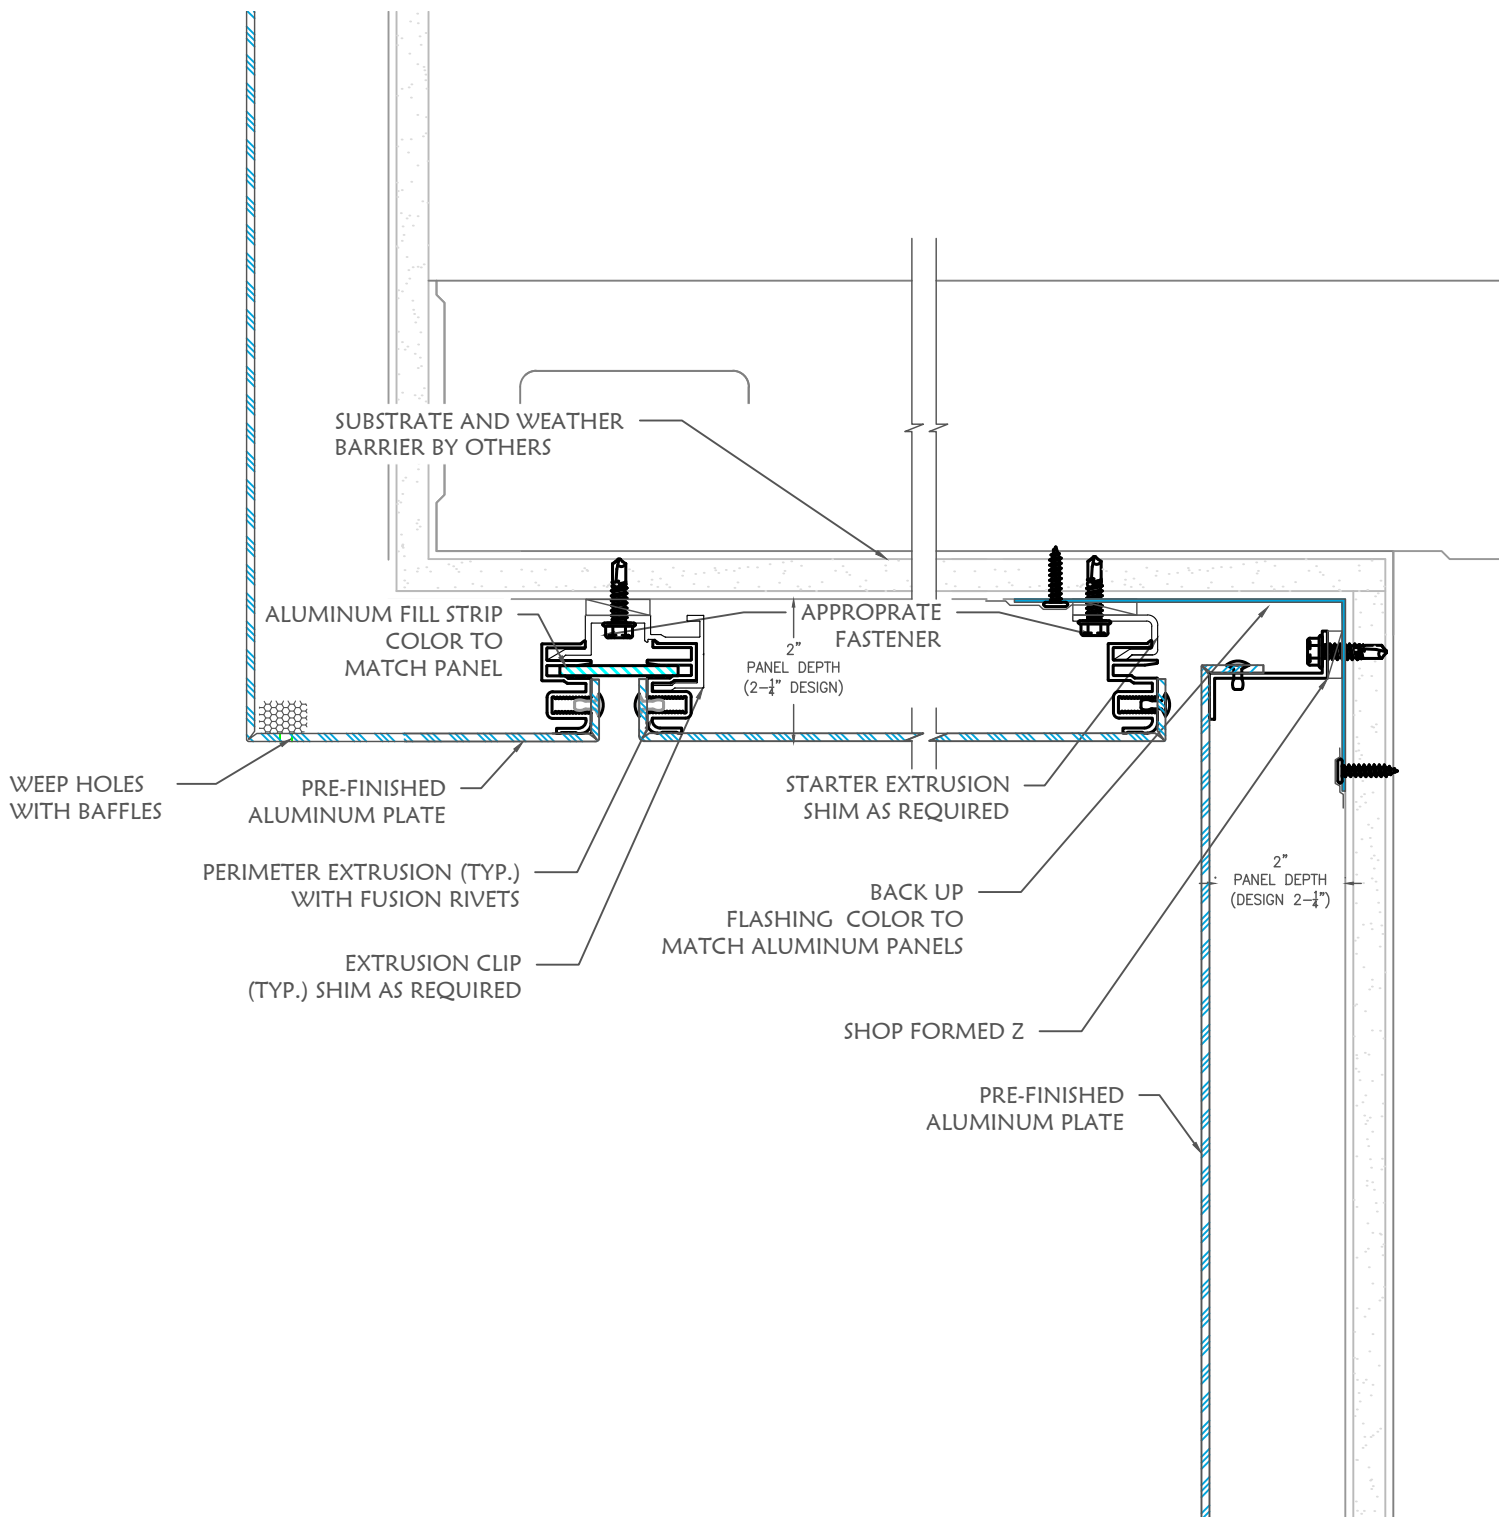 SUBSTRATE AND WEATHER
BARRIER BY OTHERS
ALUMINUM FILL STRIP
COLOR TO
MATCH PANEL
APPROPRATE
FASTENER
2"
PANEL DEPTH
(2-1/4" DESIGN)
WEEP HOLES
WITH BAFFLES
PRE-FINISHED
ALUMINUM PLATE
STARTER EXTRUSION
SHIM AS REQUIRED
PERIMETER EXTRUSION (TYP.)
WITH FUSION RIVETS
BACK UP
FLASHING COLOR TO
MATCH ALUMINUM PANELS
2"
PANEL DEPTH
(DESIGN 2-1/4")
EXTRUSION CLIP
(TYP.) SHIM AS REQUIRED
SHOP FORMED Z
PRE-FINISHED
ALUMINUM PLATE